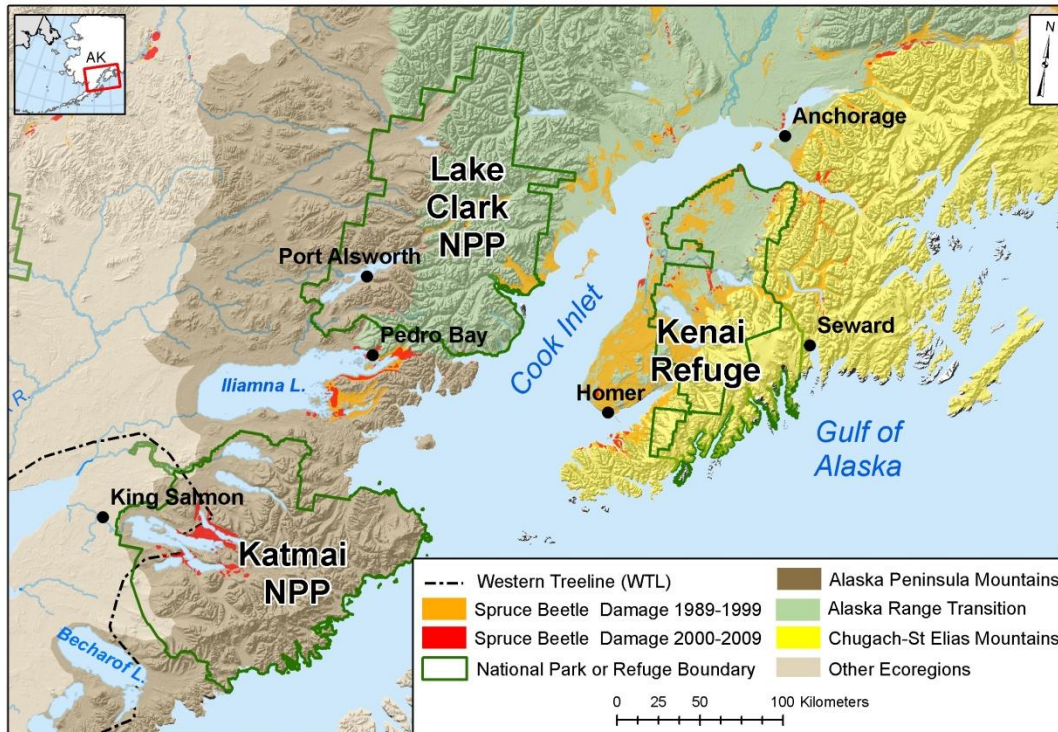 AK
N
Anchorage
Lake
Clark
NPP
Port Alsworth
Pedro Bay
Cook Inlet
Seward
Kenai
Refuge
Iliamna L.
Homer
Gulf of
Alaska
R.
King Salmon
Katmai
NPP
Becharof L.
Western Treeline (WTL)
Spruce Beetle Damage 1989-1999
Spruce Beetle Damage 2000-2009
National Park or Refuge Boundary
Alaska Peninsula Mountains
Alaska Range Transition
Chugach-St Elias Mountains
Other Ecoregions
0 25 50 100 Kilometers